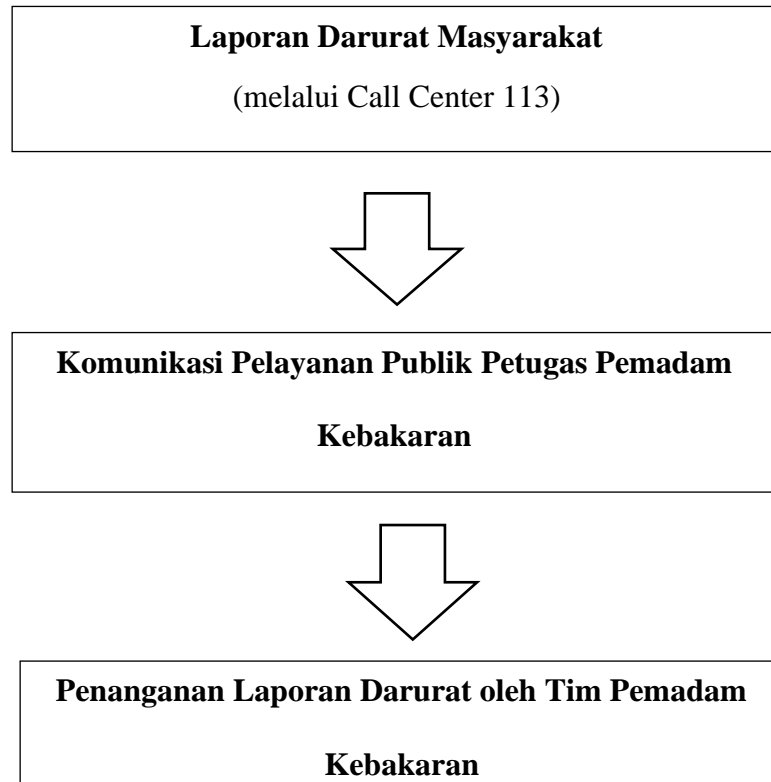 Laporan Darurat Masyarakat
(melalui Call Center 113)
Komunikasi Pelayanan Publik Petugas Pemadam
Kebakaran
Penanganan Laporan Darurat oleh Tim Pemadam
Kebakaran